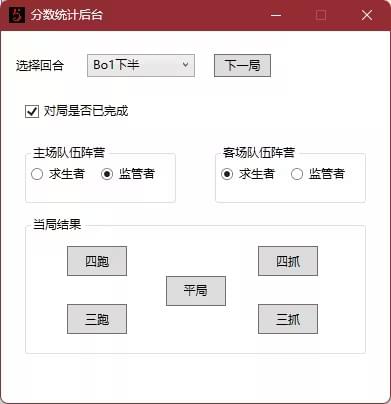 分数统计后台
选择回合 Bo1下半 下一局
对局是否已完成
主场队伍阵营 客场队伍阵营
求生者 监管者 求生者 监管者
当局结果
四跑 四抓
平局
三跑 三抓